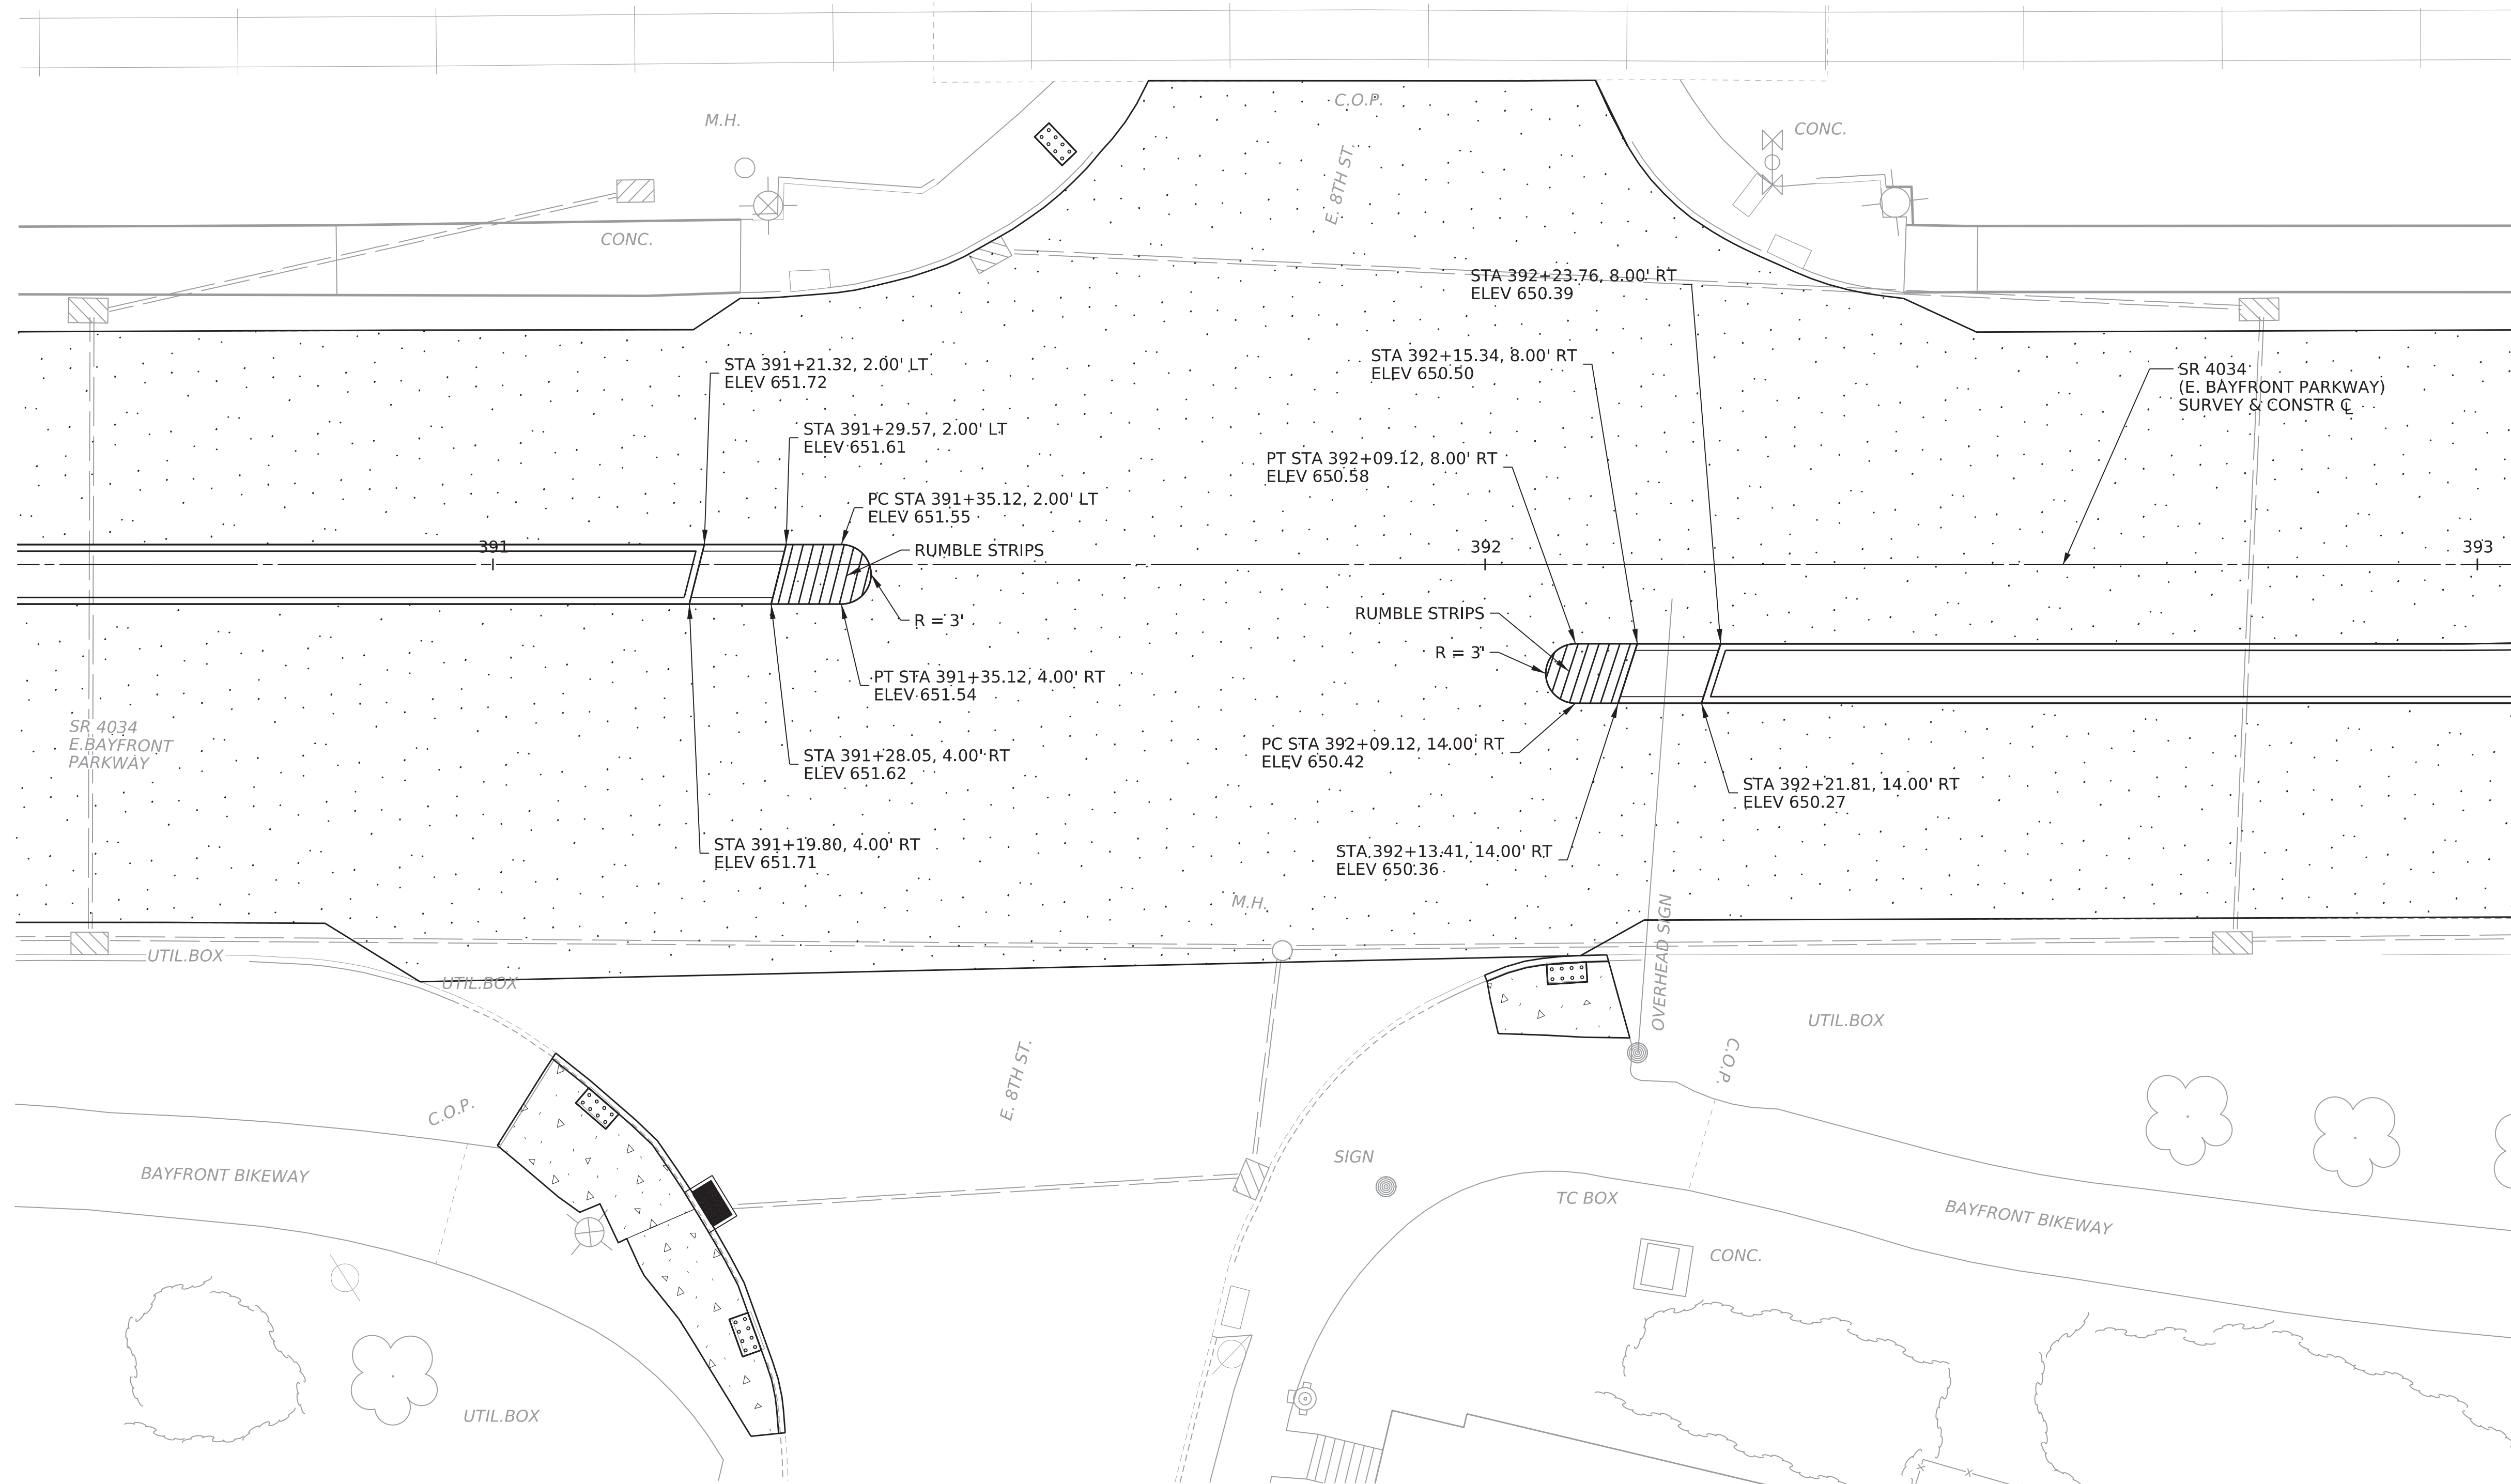 C.O.P.
M.H.
CONC.
E. 8TH ST.
CONC.
STA 392+23.76, 8.00' RT
ELEV 650.39
STA 391+21.32, 2.00' LT
ELEV 651.72
STA 392+15.34, 8.00' RT
ELEV 650.50
SR 4034
(E. BAYFRONT PARKWAY)
SURVEY & CONSTR ℄
STA 391+29.57, 2.00' LT
ELEV 651.61
PT STA 392+09.12, 8.00' RT
ELEV 650.58
PC STA 391+35.12, 2.00' LT
ELEV 651.55
391
RUMBLE STRIPS
392
393
R = 3'
RUMBLE STRIPS
R = 3'
PT STA 391+35.12, 4.00' RT
ELEV 651.54
SR 4034
E.BAYFRONT
PARKWAY
STA 391+28.05, 4.00' RT
ELEV 651.62
PC STA 392+09.12, 14.00' RT
ELEV 650.42
STA 392+21.81, 14.00' RT
ELEV 650.27
STA 391+19.80, 4.00' RT
ELEV 651.71
STA 392+13.41, 14.00' RT
ELEV 650.36
M.H.
OVERHEAD SIGN
UTIL.BOX
UTIL.BOX
UTIL.BOX
E. 8TH ST.
C.O.P.
C.O.P.
SIGN
BAYFRONT BIKEWAY
TC BOX
BAYFRONT BIKEWAY
CONC.
UTIL.BOX